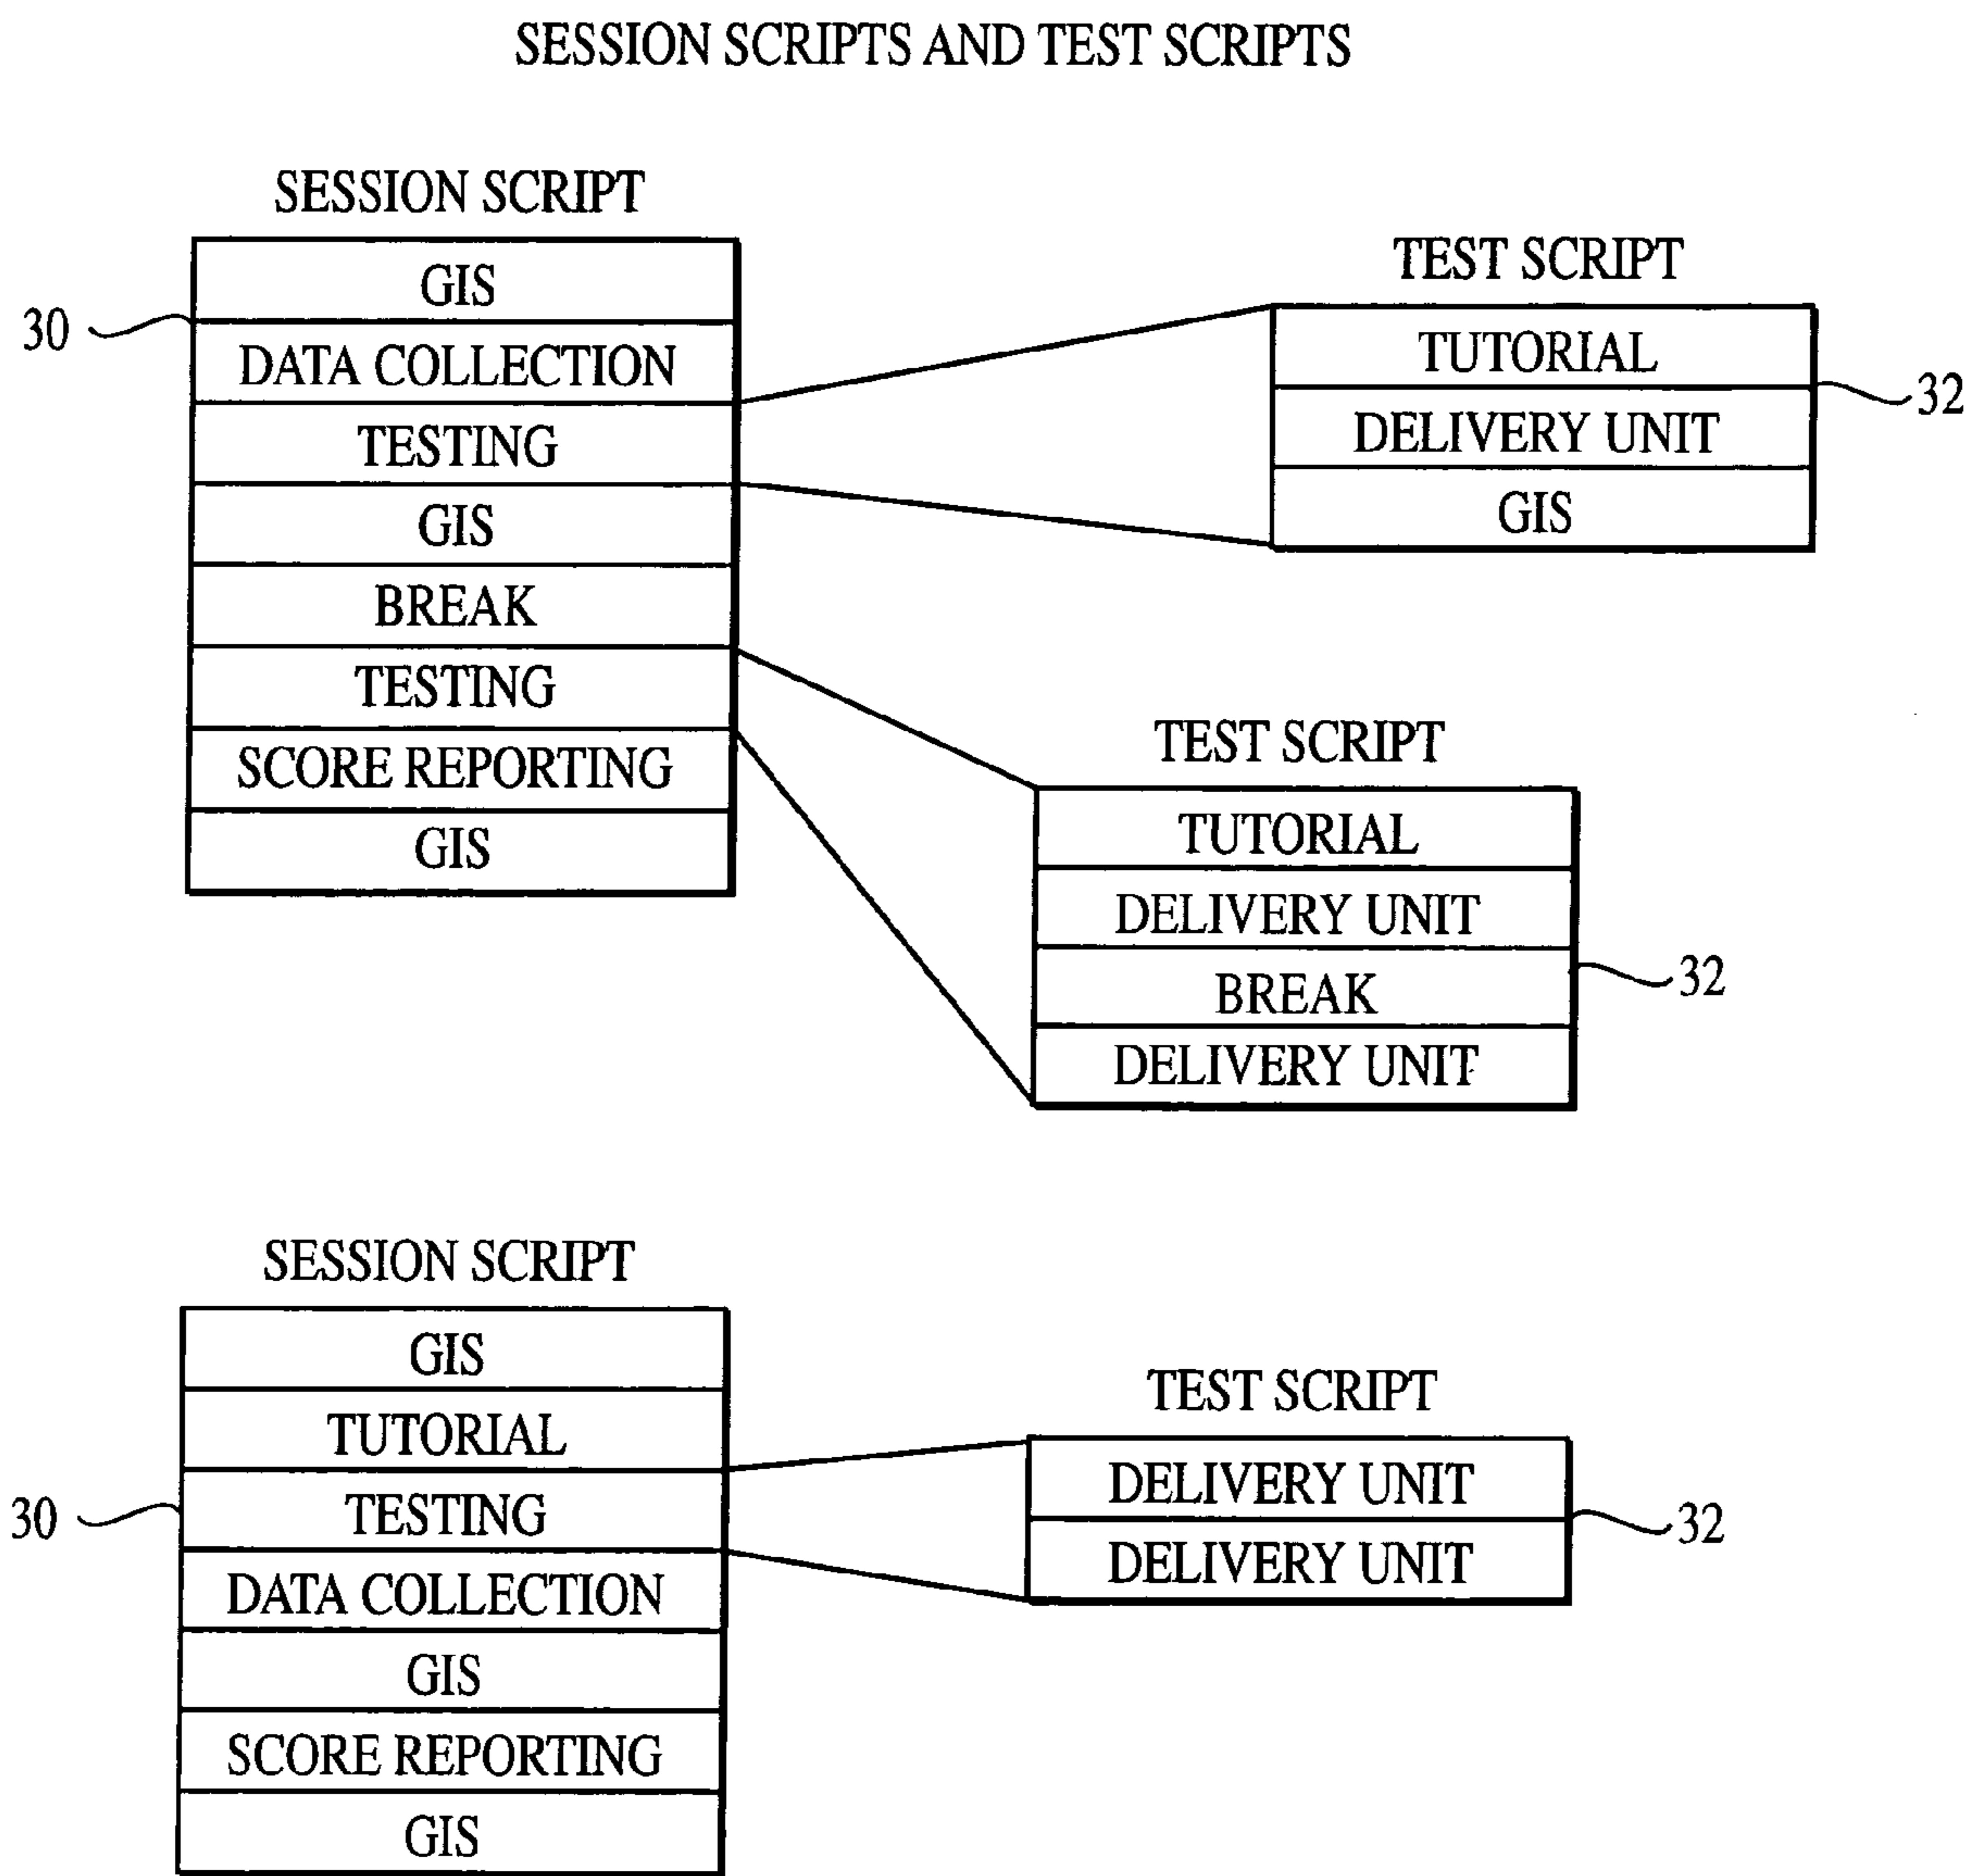 SESSION SCRIPTS AND TEST SCRIPTS
SESSION SCRIPT
30
GIS
DATA COLLECTION
TESTING
GIS
BREAK
TESTING
SCORE REPORTING
GIS
TEST SCRIPT
TUTORIAL
DELIVERY UNIT
GIS
32
TEST SCRIPT
TUTORIAL
DELIVERY UNIT
BREAK
DELIVERY UNIT
32
SESSION SCRIPT
30
GIS
TUTORIAL
TESTING
DATA COLLECTION
GIS
SCORE REPORTING
GIS
TEST SCRIPT
DELIVERY UNIT
DELIVERY UNIT
32